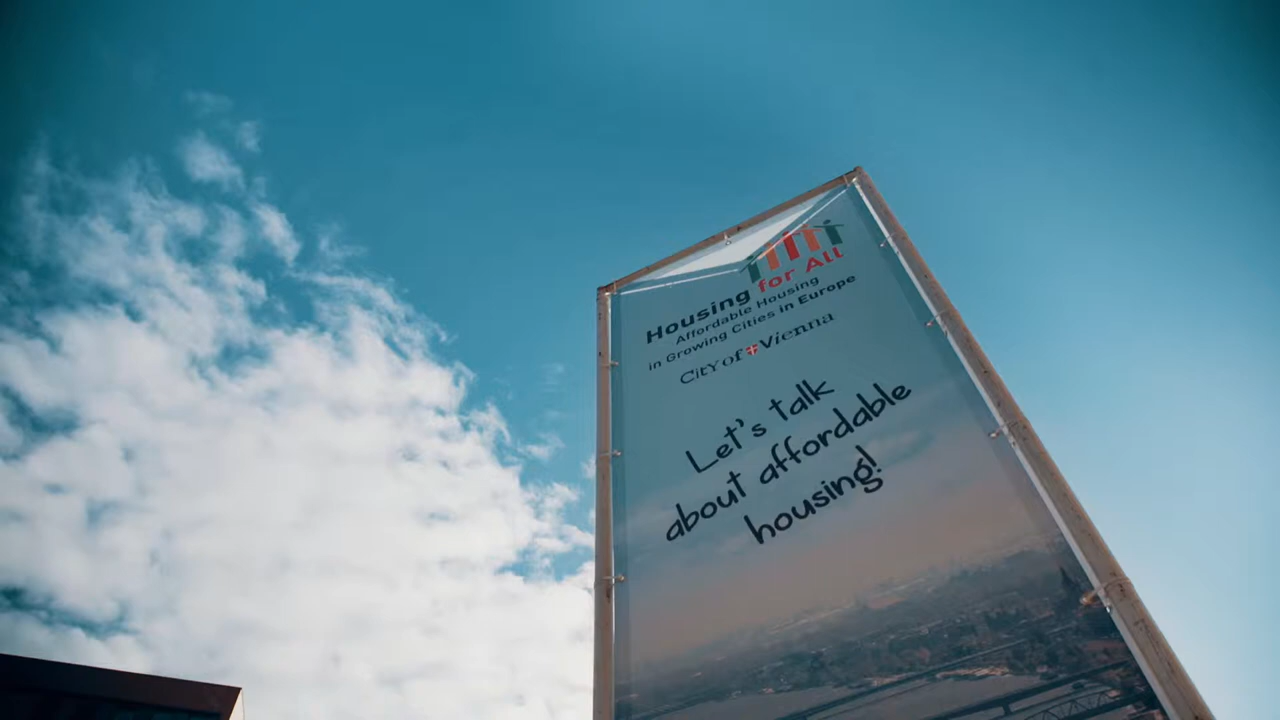 Housing for All
Affordable Housing
in Growing Cities in Europe
City of Vienna
Let's talk
about affordable
housing!